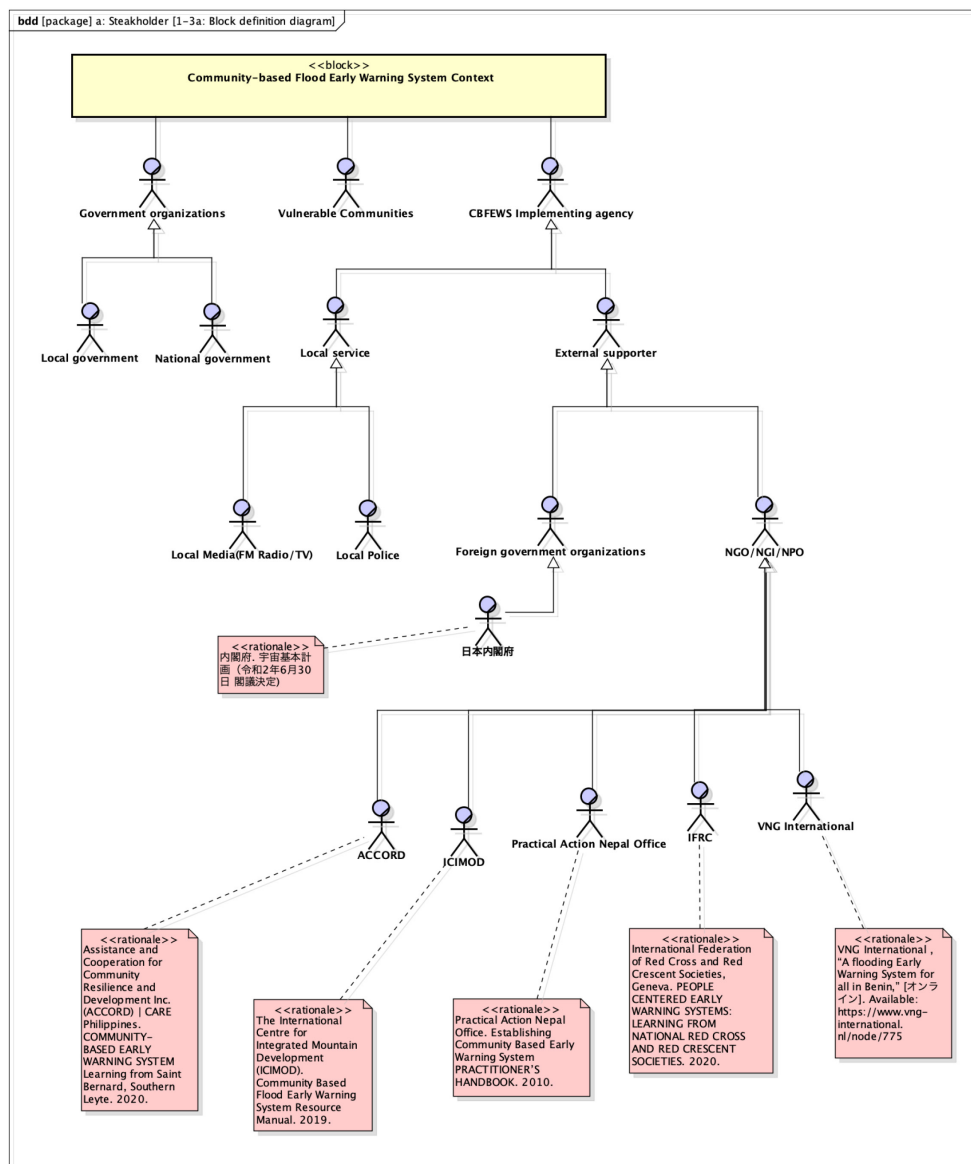 bdd [package] a: Steakholder [1-3a: Block definition diagram]
<<block>>
Community-based Flood Early Warning System Context
Government organizations
Vulnerable Communities
CBFEWS Implementing agency
Local government
National government
Local service
External supporter
Local Media(FM Radio/TV)
Local Police
Foreign government organizations
NGO/NGI/NPO
日本内閣府
<<rationale>>
内閣府. 宇宙基本計
画（令和2年6月30
日 閣議決定)
ACCORD
ICIMOD
Practical Action Nepal Office
IFRC
VNG International
<<rationale>>
Assistance and
Cooperation for
Community
Resilience and
Development Inc.
(ACCORD) | CARE
Philippines.
COMMUNITY-
BASED EARLY
WARNING SYSTEM
Learning from Saint
Bernard, Southern
Leyte. 2020.
<<rationale>>
The International
Centre for
Integrated Mountain
Development
(ICIMOD).
Community Based
Flood Early Warning
System Resource
Manual. 2019.
<<rationale>>
Practical Action Nepal
Office. Establishing
Community Based Early
Warning System
PRACTITIONER'S
HANDBOOK. 2010.
<<rationale>>
International Federation
of Red Cross and Red
Crescent Societies,
Geneva. PEOPLE
CENTERED EARLY
WARNING SYSTEMS:
LEARNING FROM
NATIONAL RED CROSS
AND RED CRESCENT
SOCIETIES. 2020.
<<rationale>>
VNG International ,
“A flooding Early
Warning System for
all in Benin,” [オンラ
イン]. Available:
https://www.vng-
international.
nl/node/775